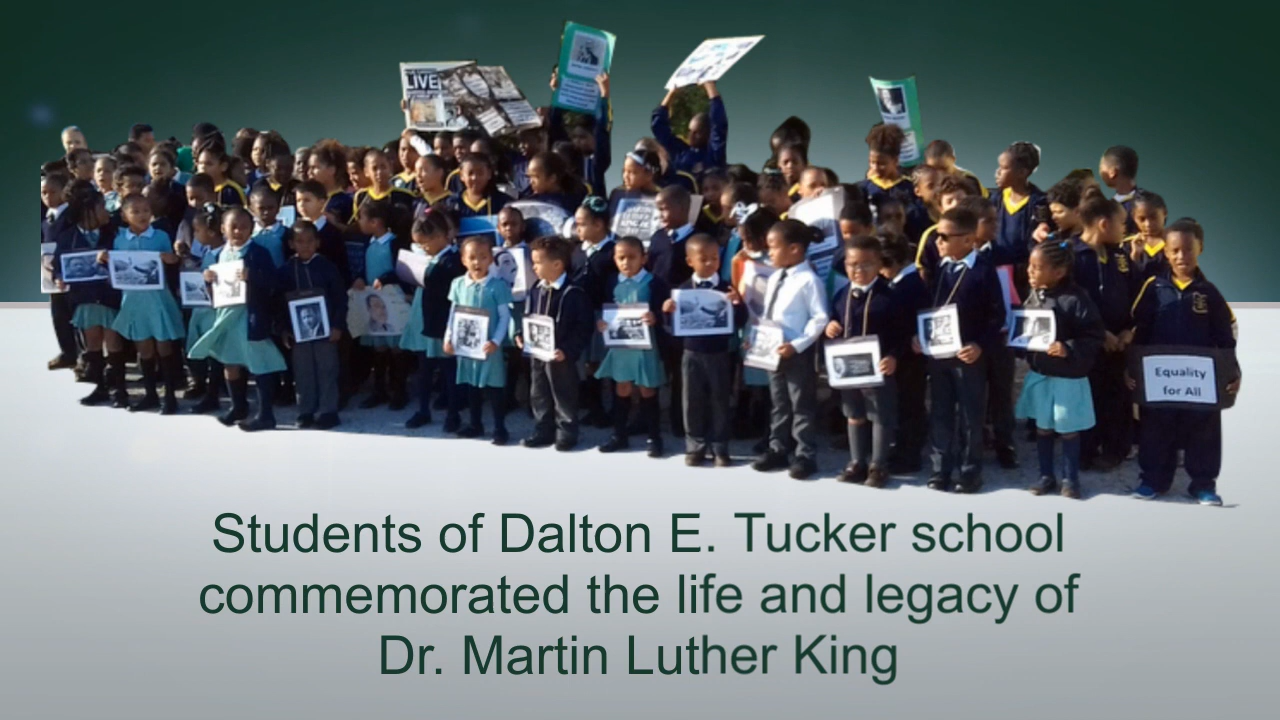 LIVE
Equality
for All
Students of Dalton E. Tucker school
commemorated the life and legacy of
Dr. Martin Luther King